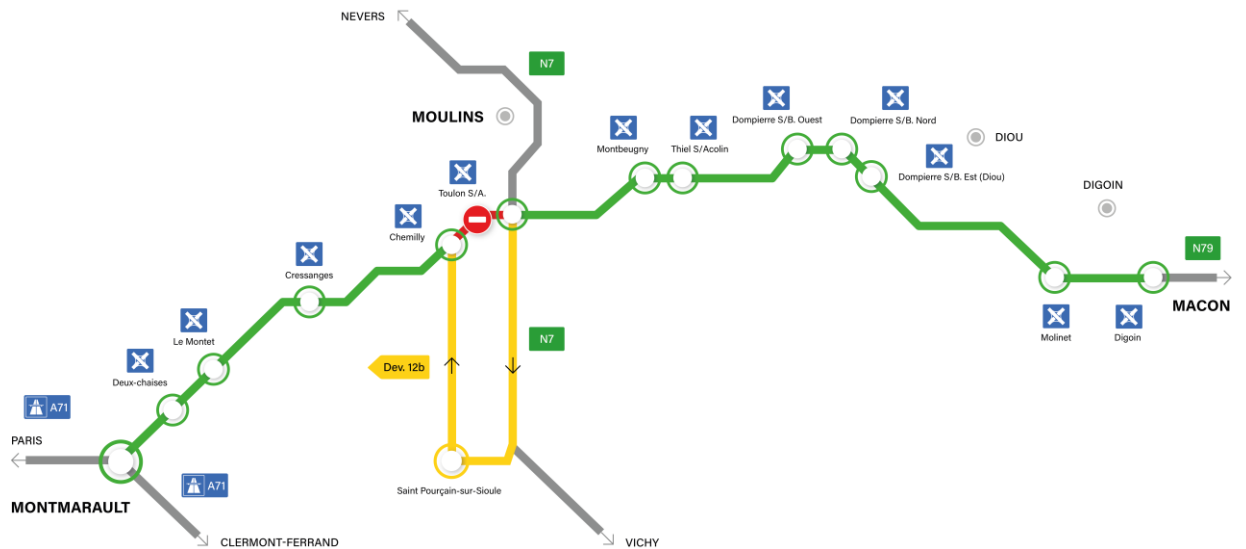 NEVERS
N7
MOULINS
Dompierre S/B. Ouest
Dompierre S/B. Nord
DIOU
Montbeugny
Thiel S/Acolin
Dompierre S/B. Est (Diou)
Toulon S/A.
DIGOIN
Chemilly
N79
Cressanges
MACON
Le Montet
N7
Molinet
Digoin
Dev. 12b
Deux-chaises
A71
PARIS
A71
Saint Pourçain-sur-Sioule
MONTMARAULT
CLERMONT-FERRAND
VICHY